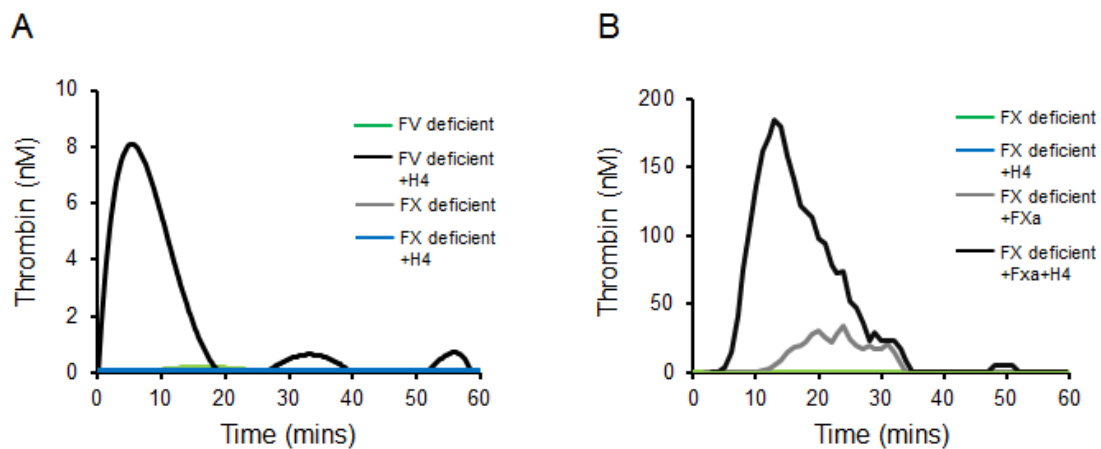 A
B
10
8
6
4
2
0
Thrombin (nM)
FV deficient
FV deficient
+H4
FX deficient
FX deficient
+H4
0
10
20
30
40
50
60
Time (mins)
200
150
100
50
0
Thrombin (nM)
FX deficient
FX deficient
+H4
FX deficient
+FXa
FX deficient
+Fxa+H4
0
10
20
30
40
50
60
Time (mins)